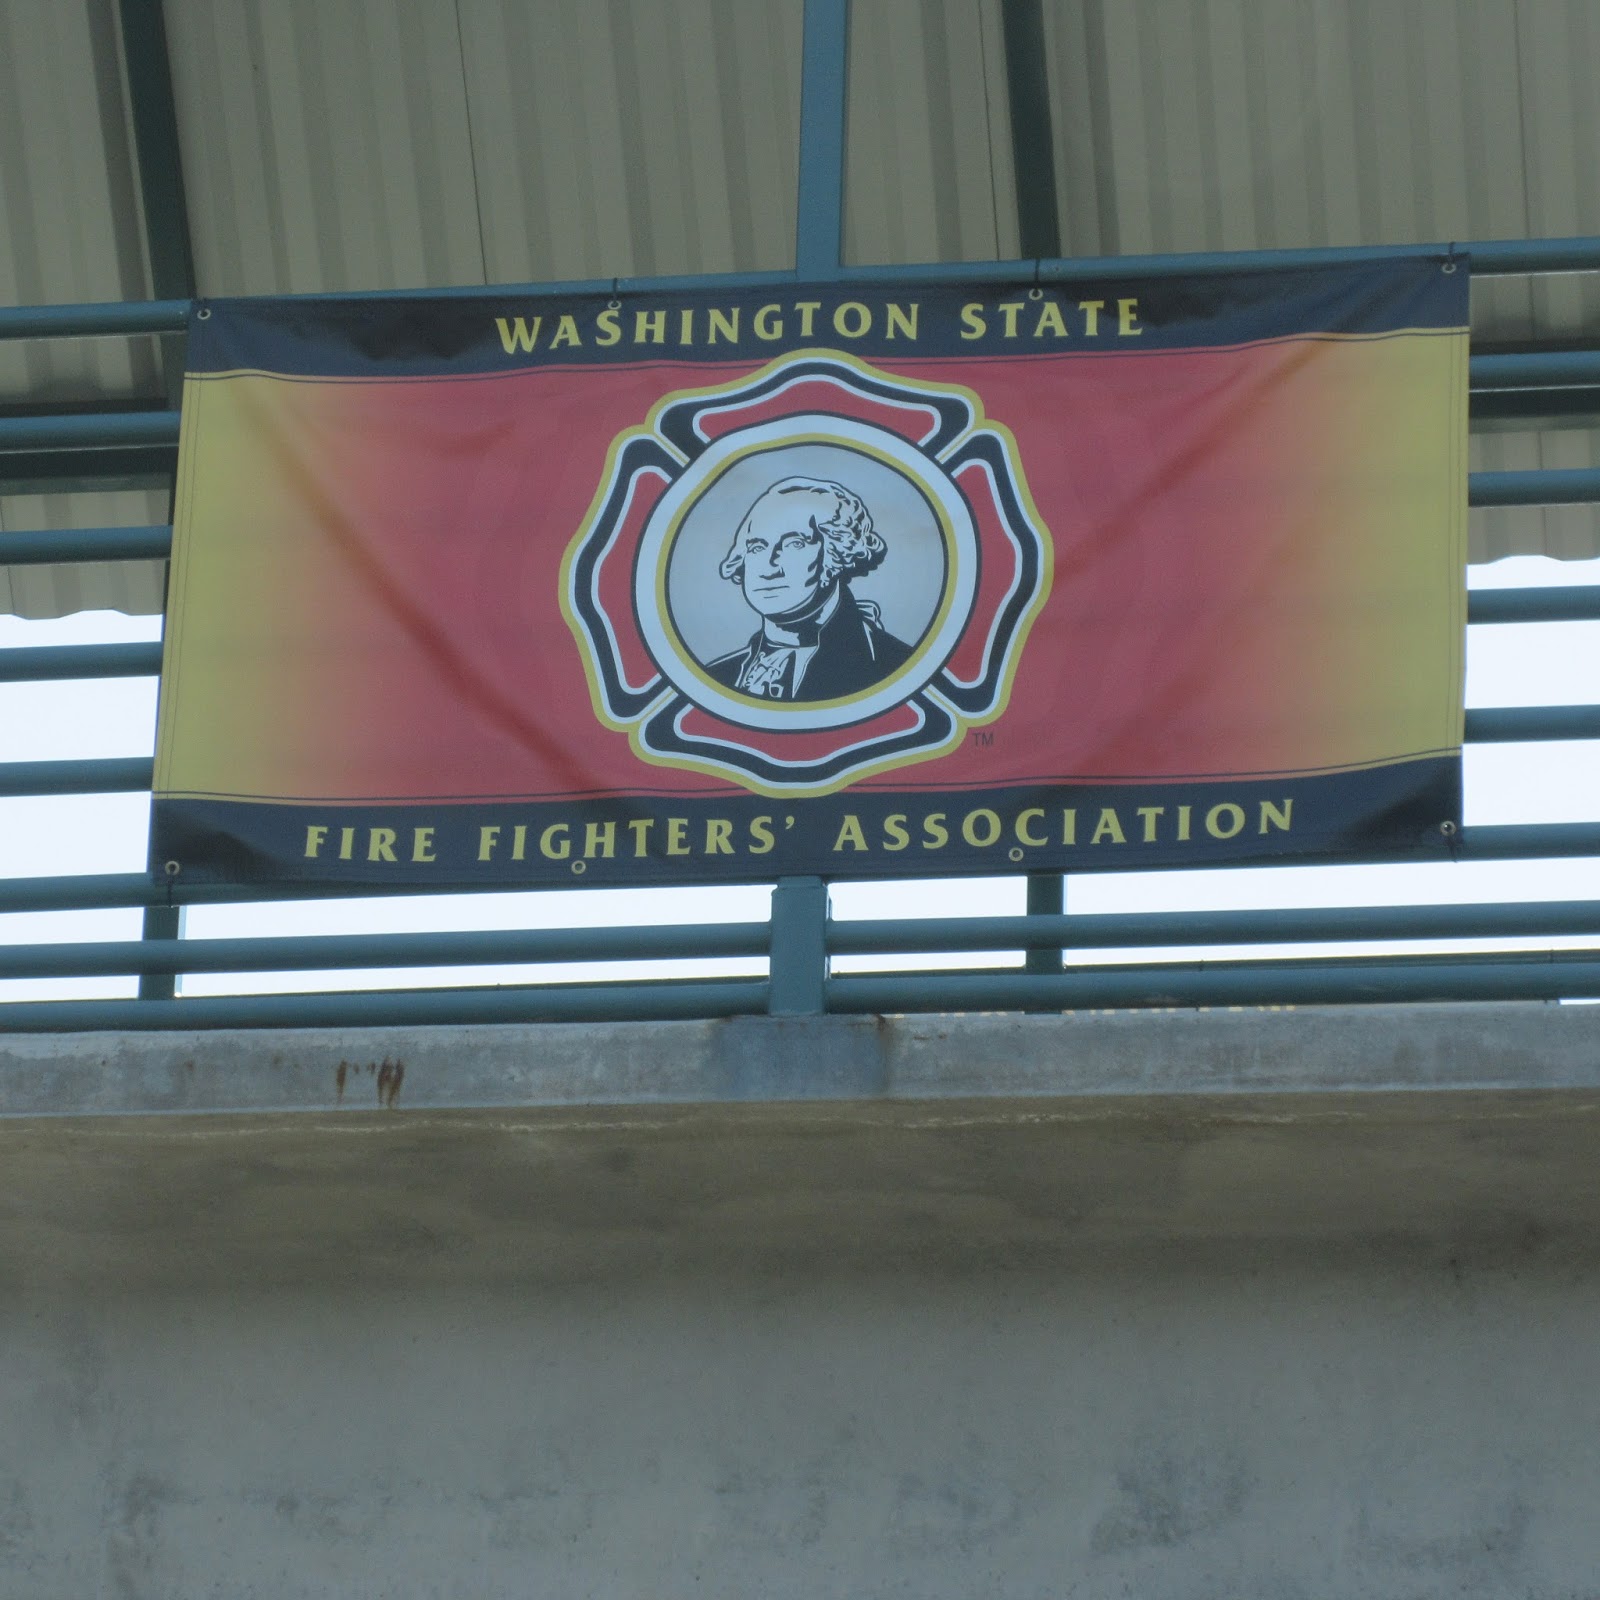 WASHINGTON STATE
TM
FIRE FIGHTERS’ ASSOCIATION